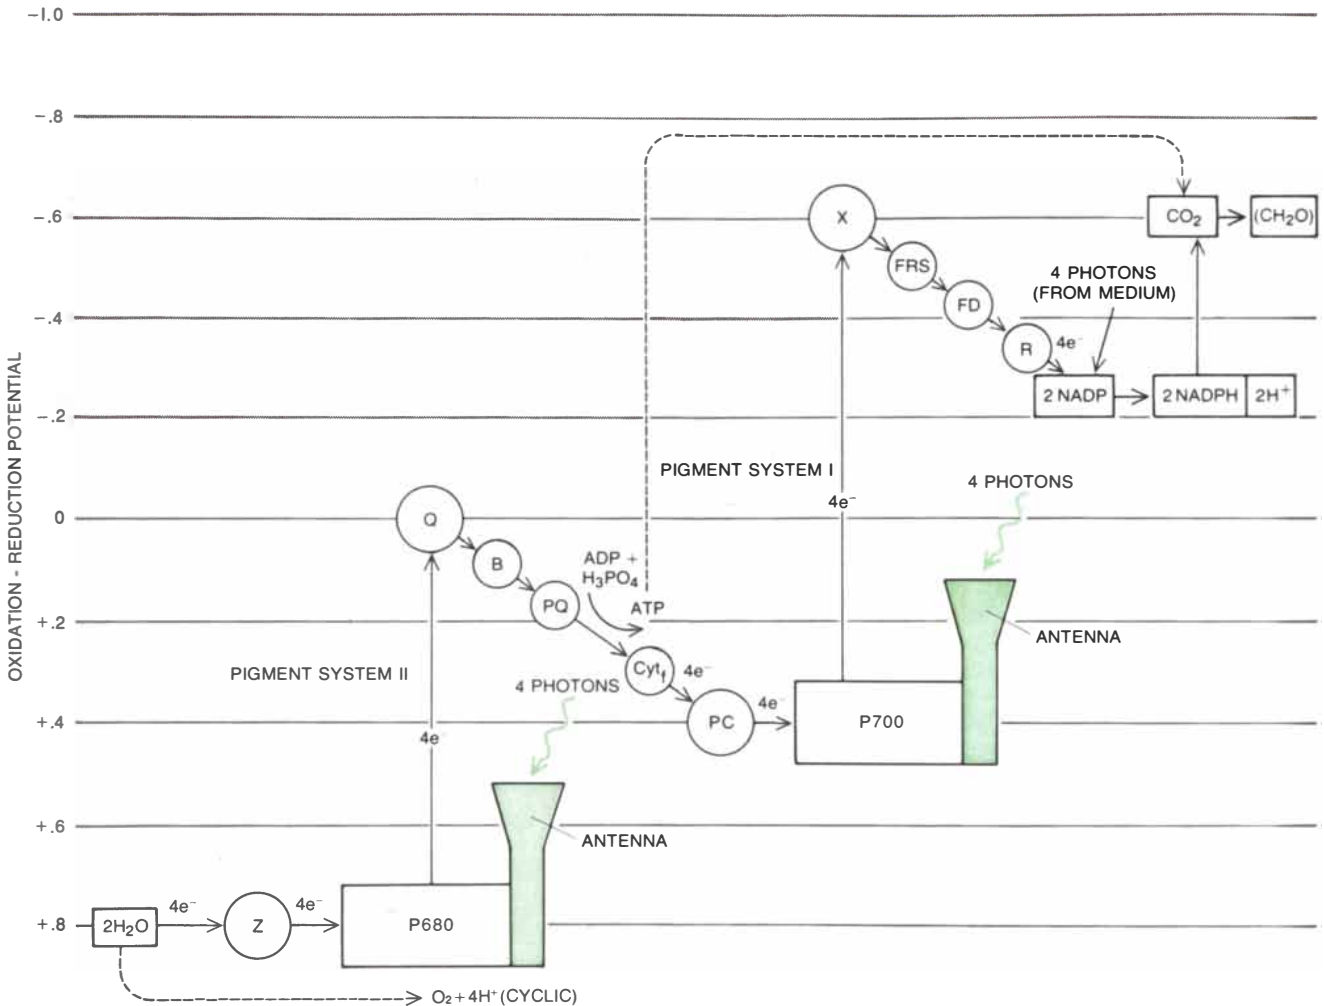 −1.0
−.8
−.6
−.4
−.2
0
+.2
+.4
+.6
+.8
OXIDATION - REDUCTION POTENTIAL
X
CO₂
(CH₂O)
FRS
FD
R
4e⁻
4 PHOTONS
(FROM MEDIUM)
2 NADP
2 NADPH
2H⁺
PIGMENT SYSTEM I
4e⁻
4 PHOTONS
ANTENNA
Q
B
PQ
ADP +
H₃PO₄
ATP
Cyt_f
4e⁻
PC
4e⁻
P700
PIGMENT SYSTEM II
4e
4 PHOTONS
ANTENNA
2H₂O
4e⁻
Z
4e⁻
P680
O₂ + 4H⁺ (CYCLIC)